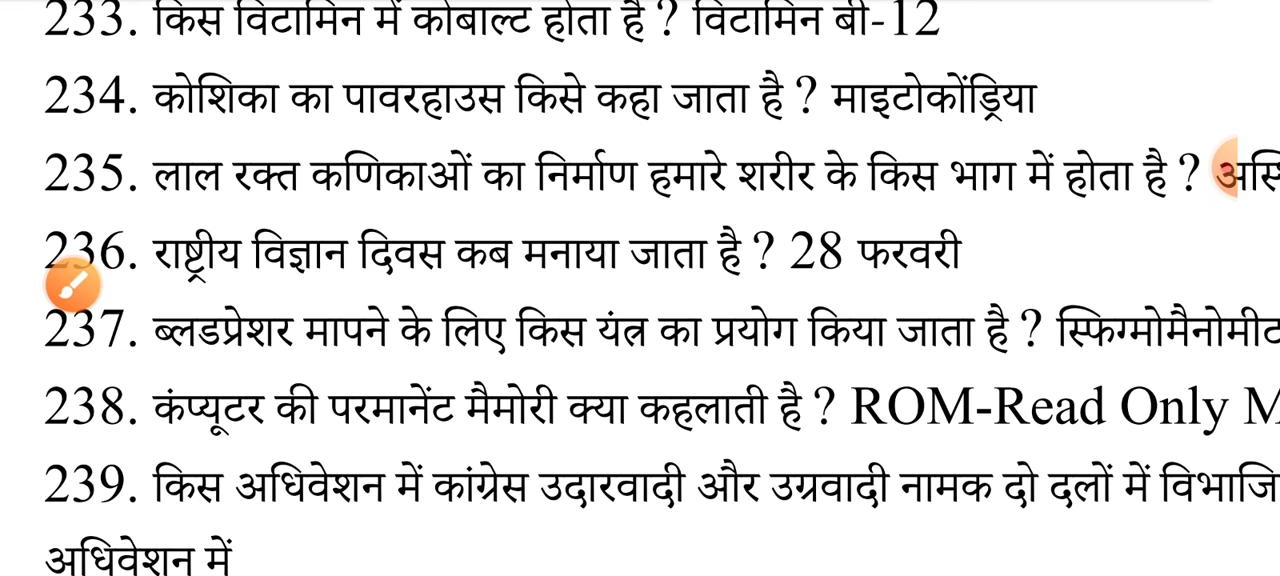 233. किस विटामिन में कोबाल्ट होता है ? विटामिन बी-12
234. कोशिका का पावरहाउस किसे कहा जाता है ? माइटोकोंड्रिया
235. लाल रक्त कणिकाओं का निर्माण हमारे शरीर के किस भाग में होता है ?
236. राष्ट्रीय विज्ञान दिवस कब मनाया जाता है ? 28 फरवरी
237. ब्लडप्रेशर मापने के लिए किस यंत्र का प्रयोग किया जाता है ?
238. कंप्यूटर की परमानेंट मैमोरी क्या कहलाती है ? ROM-Read Only
239. किस अधिवेशन में कांग्रेस उदारवादी और उग्रवादी नामक दो दलों में
अधिवेशन में